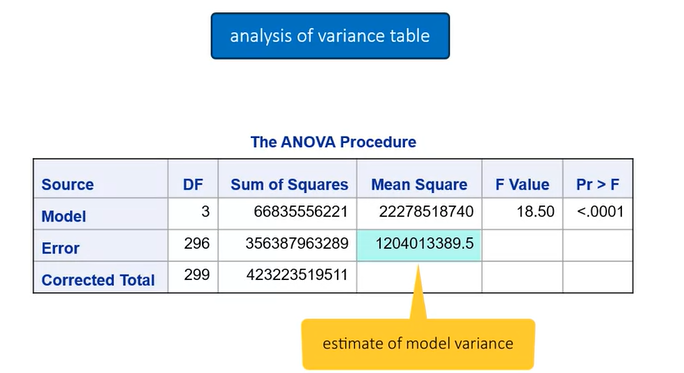 analysis of variance table
The ANOVA Procedure
Source DF Sum of Squares Mean Square F Value Pr > F
Model 3 66835556221 22278518740 18.50 <.0001
Error 296 356387963289 1204013389.5
Corrected Total 299 423223519511
estimate of model variance